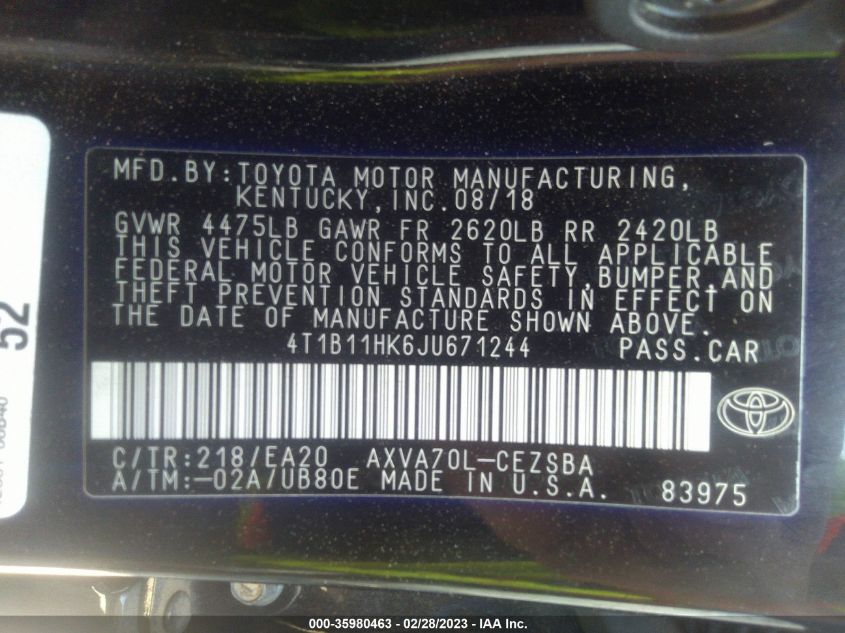 MFD.BY:TOYOTA MOTOR MANUFACTURING,
KENTUCKY, INC. 08/18
GVWR 4475LB GAWR FR 2620LB RR 2420LB
THIS VEHICLE CONFORMS TO ALL APPLICABLE
FEDERAL MOTOR VEHICLE SAFETY, BUMPER, AND
THEFT PREVENTION STANDARDS IN EFFECT ON
THE DATE OF MANUFACTURE SHOWN ABOVE.
4T1B11HK6JU671244 PASS.CAR
C/TR:218/EA20 AXVA70L-CEZSBA
A/TM:-02A/UB80E MADE IN U.S.A. 83975
52
000-35980463 - 02/28/2023 - IAA Inc.